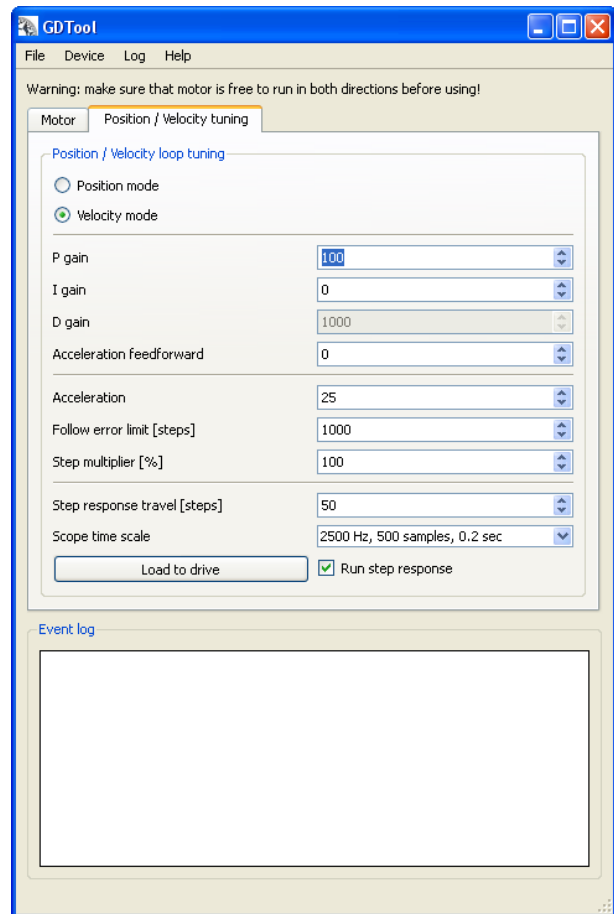 GDTool
File Device Log Help
Warning: make sure that motor is free to run in both directions before using!
Motor Position / Velocity tuning
Position / Velocity loop tuning
Position mode
Velocity mode
P gain 100
I gain 0
D gain 1000
Acceleration feedforward 0
Acceleration 25
Follow error limit [steps] 1000
Step multiplier [%] 100
Step response travel [steps] 50
Scope time scale 2500 Hz, 500 samples, 0.2 sec
Load to drive Run step response
Event log